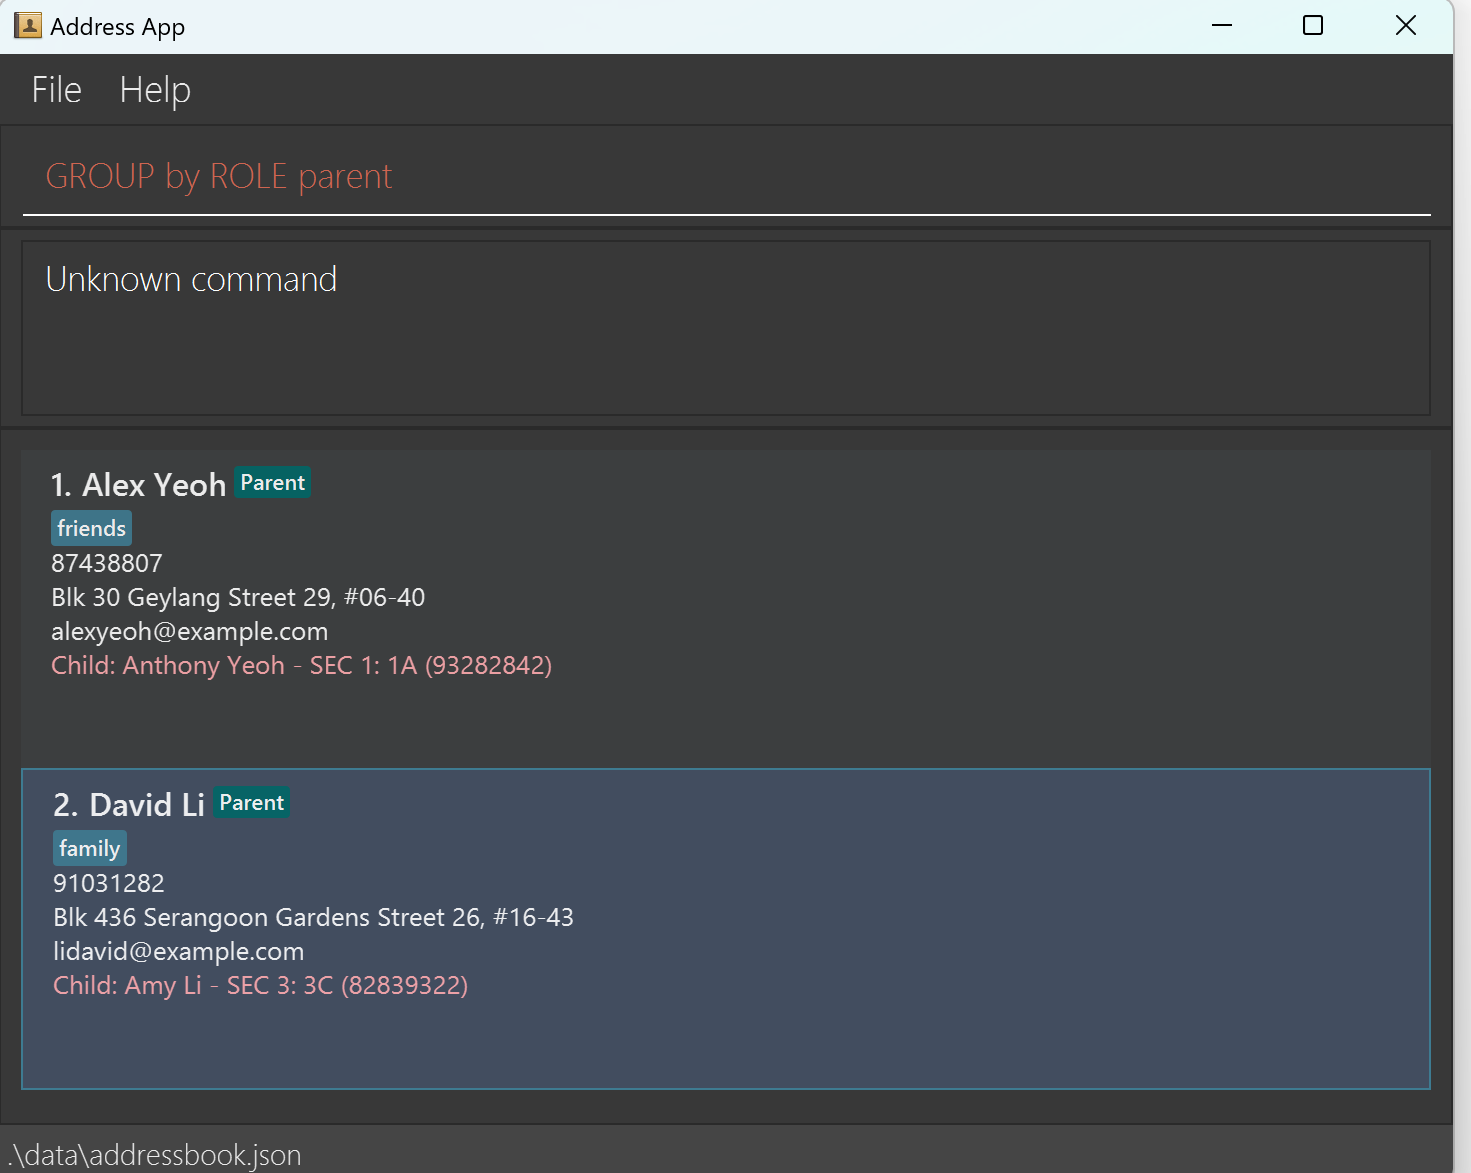 Address App
File Help
GROUP by ROLE parent
Unknown command
1. Alex Yeoh Parent
friends
87438807
Blk 30 Geylang Street 29, #06-40
alexyeoh@example.com
Child: Anthony Yeoh - SEC 1: 1A (93282842)
2. David Li Parent
family
91031282
Blk 436 Serangoon Gardens Street 26, #16-43
lidavid@example.com
Child: Amy Li - SEC 3: 3C (82839322)
.\data\addressbook.json